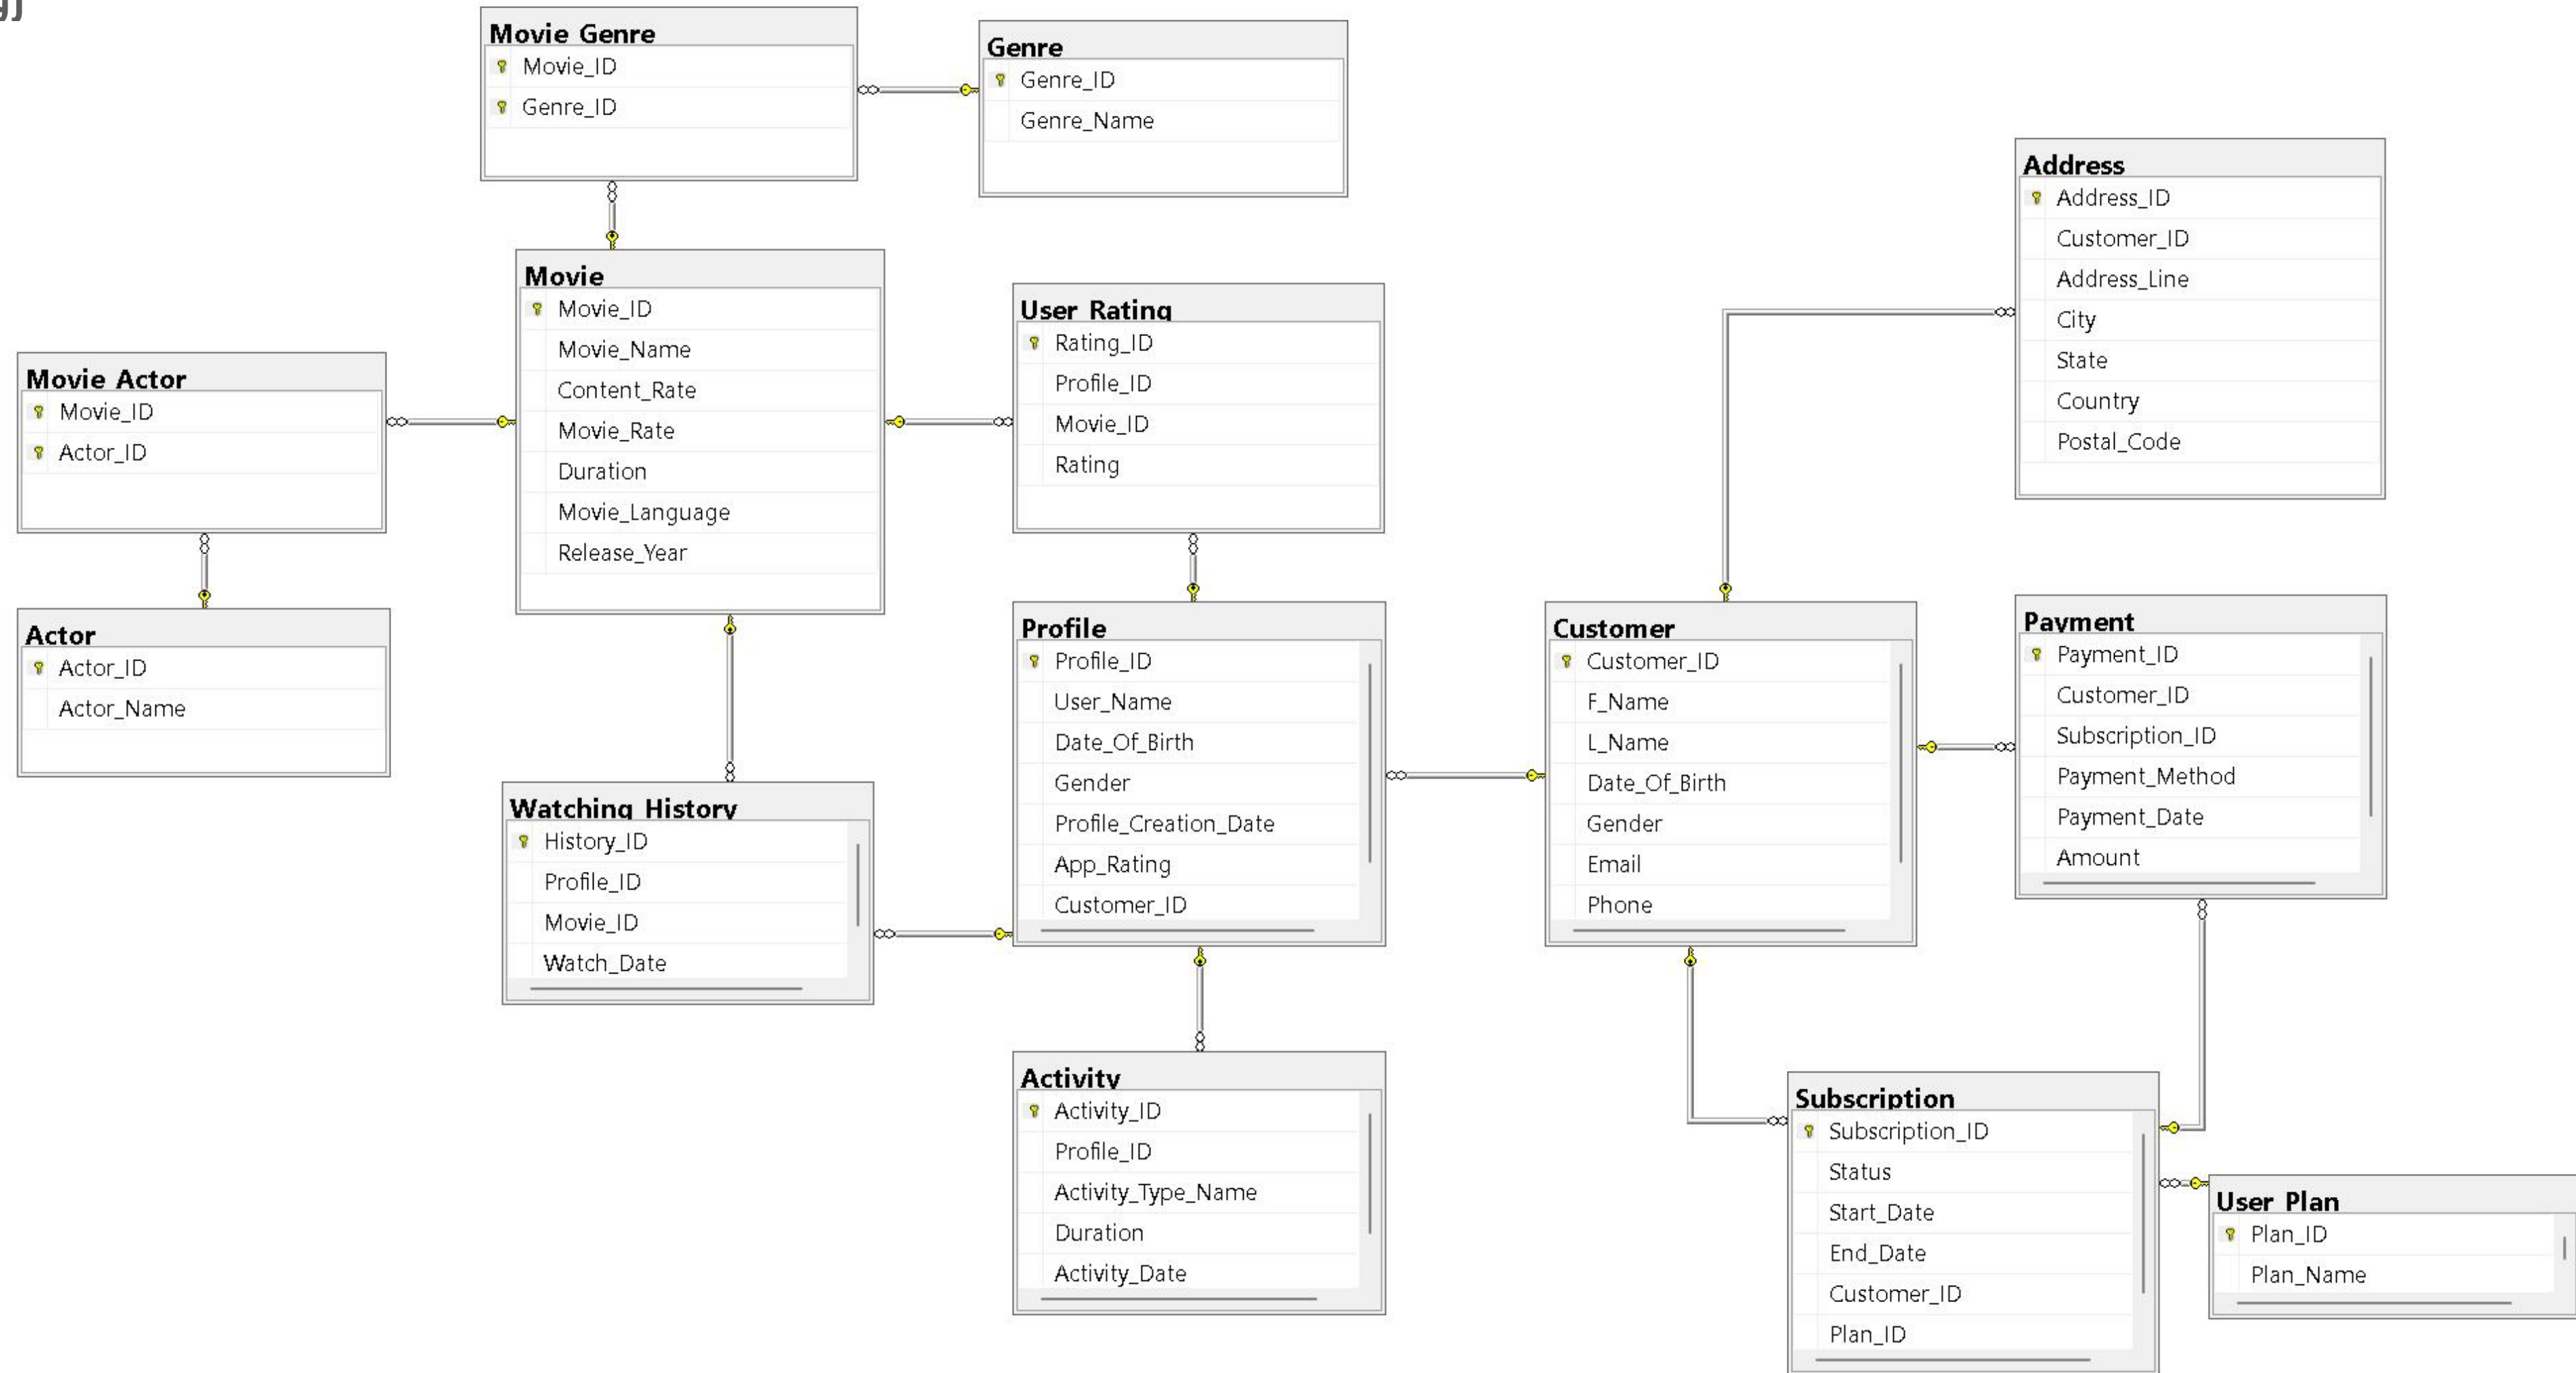 Movie Genre
Movie_ID
Genre_ID
Genre
Genre_ID
Genre_Name
Address
Address_ID
Customer_ID
Address_Line
City
State
Country
Postal_Code
Movie
Movie_ID
Movie_Name
Content_Rate
Movie_Rate
Duration
Movie_Language
Release_Year
User Rating
Rating_ID
Profile_ID
Movie_ID
Rating
Movie Actor
Movie_ID
Actor_ID
Actor
Actor_ID
Actor_Name
Profile
Profile_ID
User_Name
Date_Of_Birth
Gender
Profile_Creation_Date
App_Rating
Customer_ID
Customer
Customer_ID
F_Name
L_Name
Date_Of_Birth
Gender
Email
Phone
Payment
Payment_ID
Customer_ID
Subscription_ID
Payment_Method
Payment_Date
Amount
Watching History
History_ID
Profile_ID
Movie_ID
Watch_Date
Activity
Activity_ID
Profile_ID
Activity_Type_Name
Duration
Activity_Date
Subscription
Subscription_ID
Status
Start_Date
End_Date
Customer_ID
Plan_ID
User Plan
Plan_ID
Plan_Name